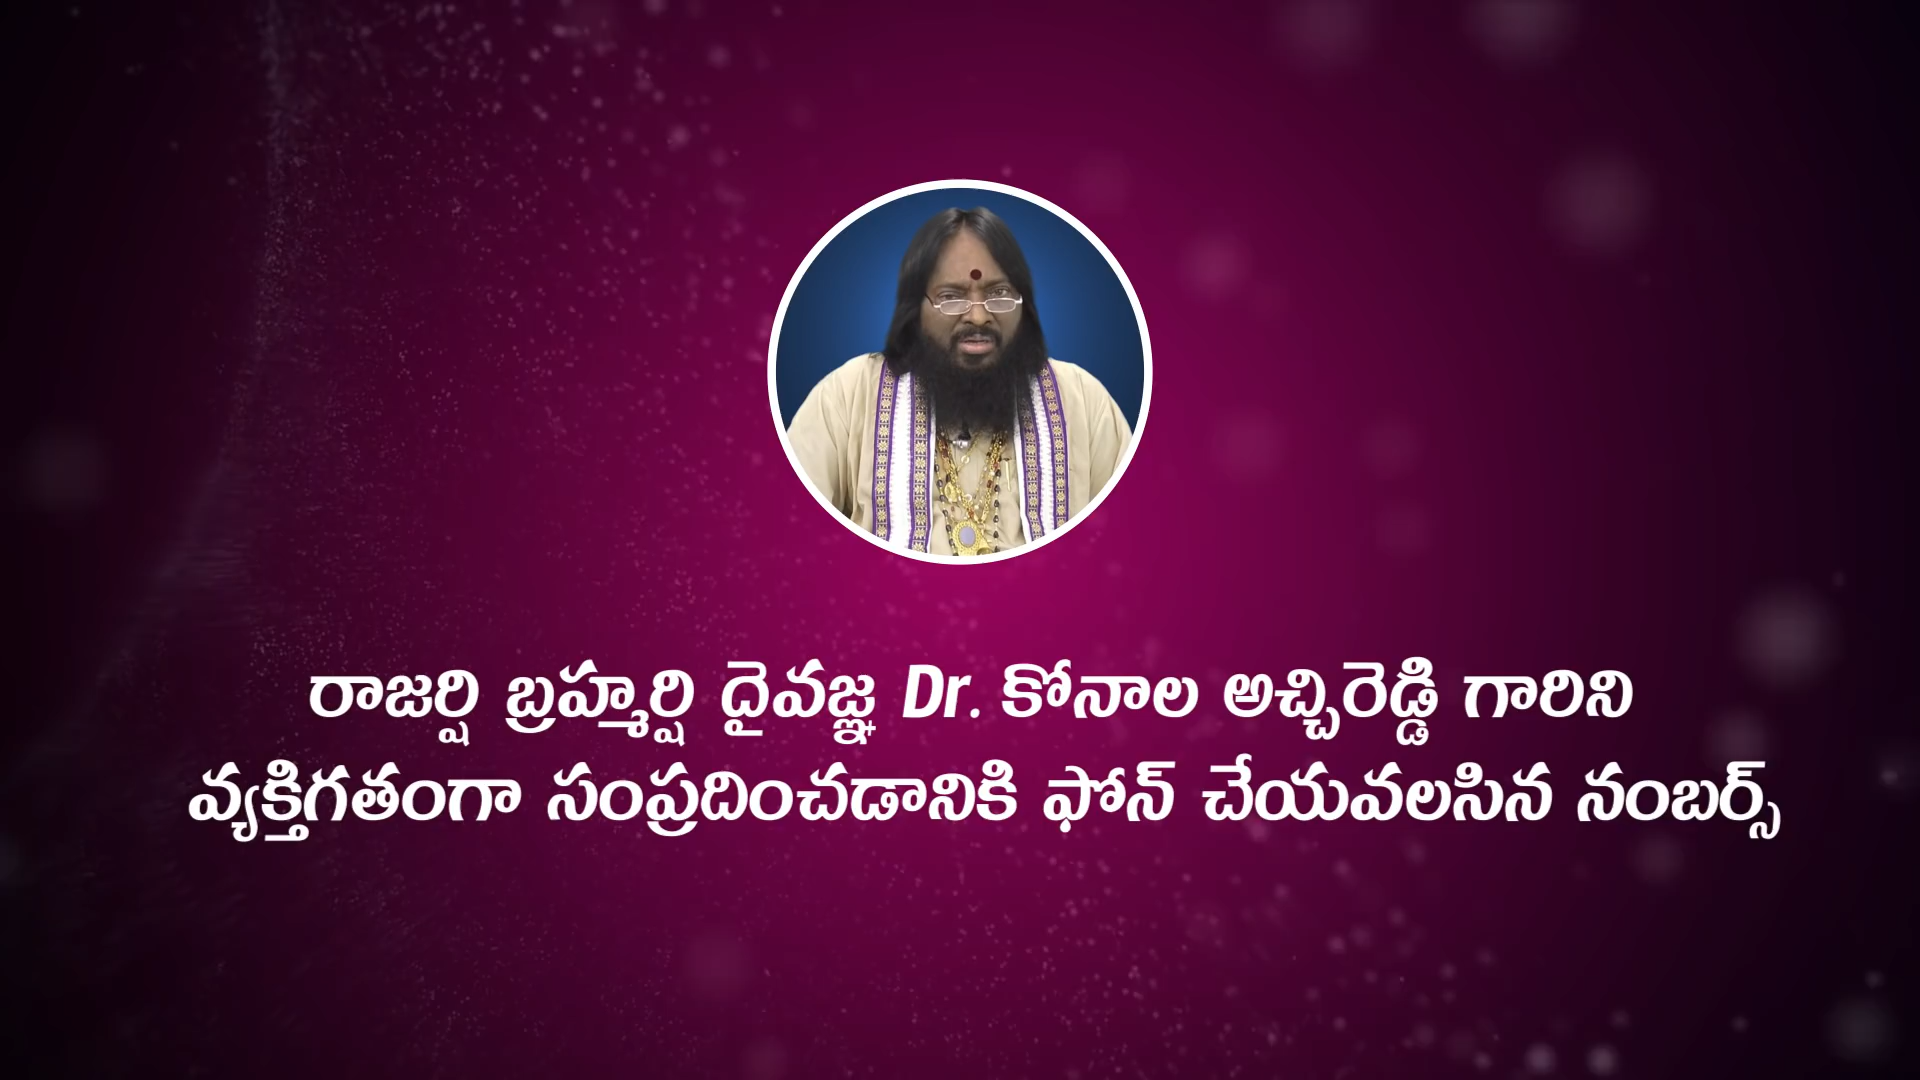 రాజర్షి బ్రహ్మర్షి దైవజ్ఞ Dr. కోనాల అచ్చిరెడ్డి గారిని
వ్యక్తిగతంగా సంప్రదించడానికి ఫోన్ చేయవలసిన నంబర్స్